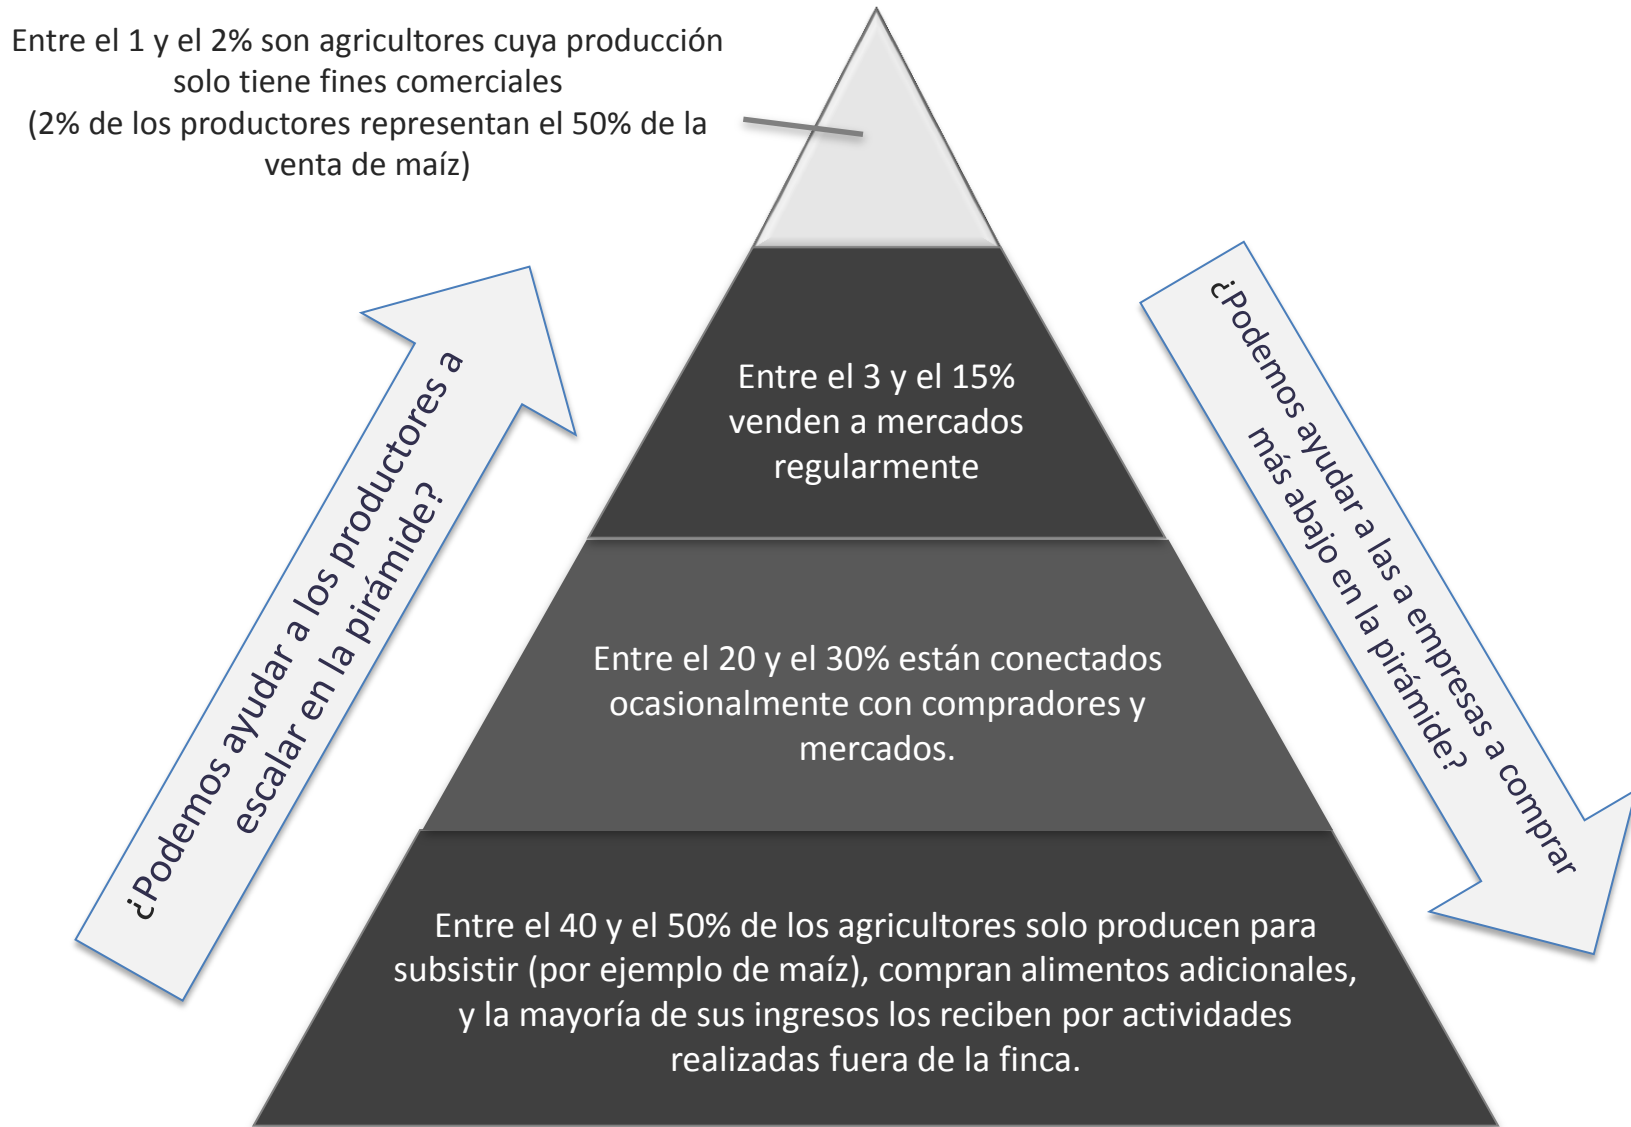 Entre el 1 y el 2% son agricultores cuya producción
solo tiene fines comerciales
(2% de los productores representan el 50% de la
venta de maíz)
¿Podemos ayudar a los productores a
escalar en la pirámide?
Entre el 3 y el 15%
venden a mercados
regularmente
¿Podemos ayudar a las a empresas a comprar
más abajo en la pirámide?
Entre el 20 y el 30% están conectados
ocasionalmente con compradores y
mercados.
Entre el 40 y el 50% de los agricultores solo producen para
subsistir (por ejemplo de maíz), compran alimentos adicionales,
y la mayoría de sus ingresos los reciben por actividades
realizadas fuera de la finca.